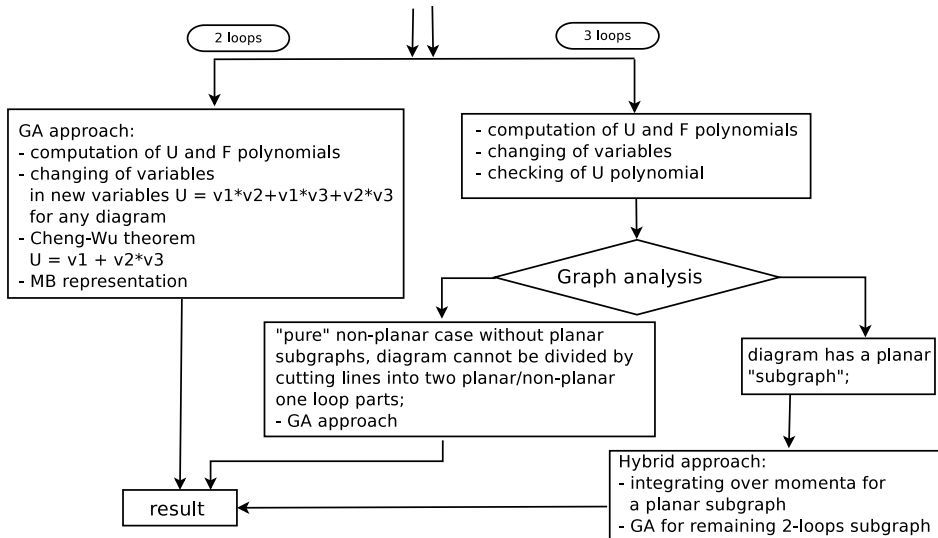 2 loops
3 loops
GA approach:
- computation of U and F polynomials
- changing of variables
in new variables U = v1*v2+v1*v3+v2*v3
for any diagram
- Cheng-Wu theorem
U = v1 + v2*v3
- MB representation
- computation of U and F polynomials
- changing of variables
- checking of U polynomial
Graph analysis
"pure" non-planar case without planar
subgraphs, diagram cannot be divided by
cutting lines into two planar/non-planar
one loop parts;
- GA approach
diagram has a planar
"subgraph";
Hybrid approach:
- integrating over momenta for
a planar subgraph
- GA for remaining 2-loops subgraph
result